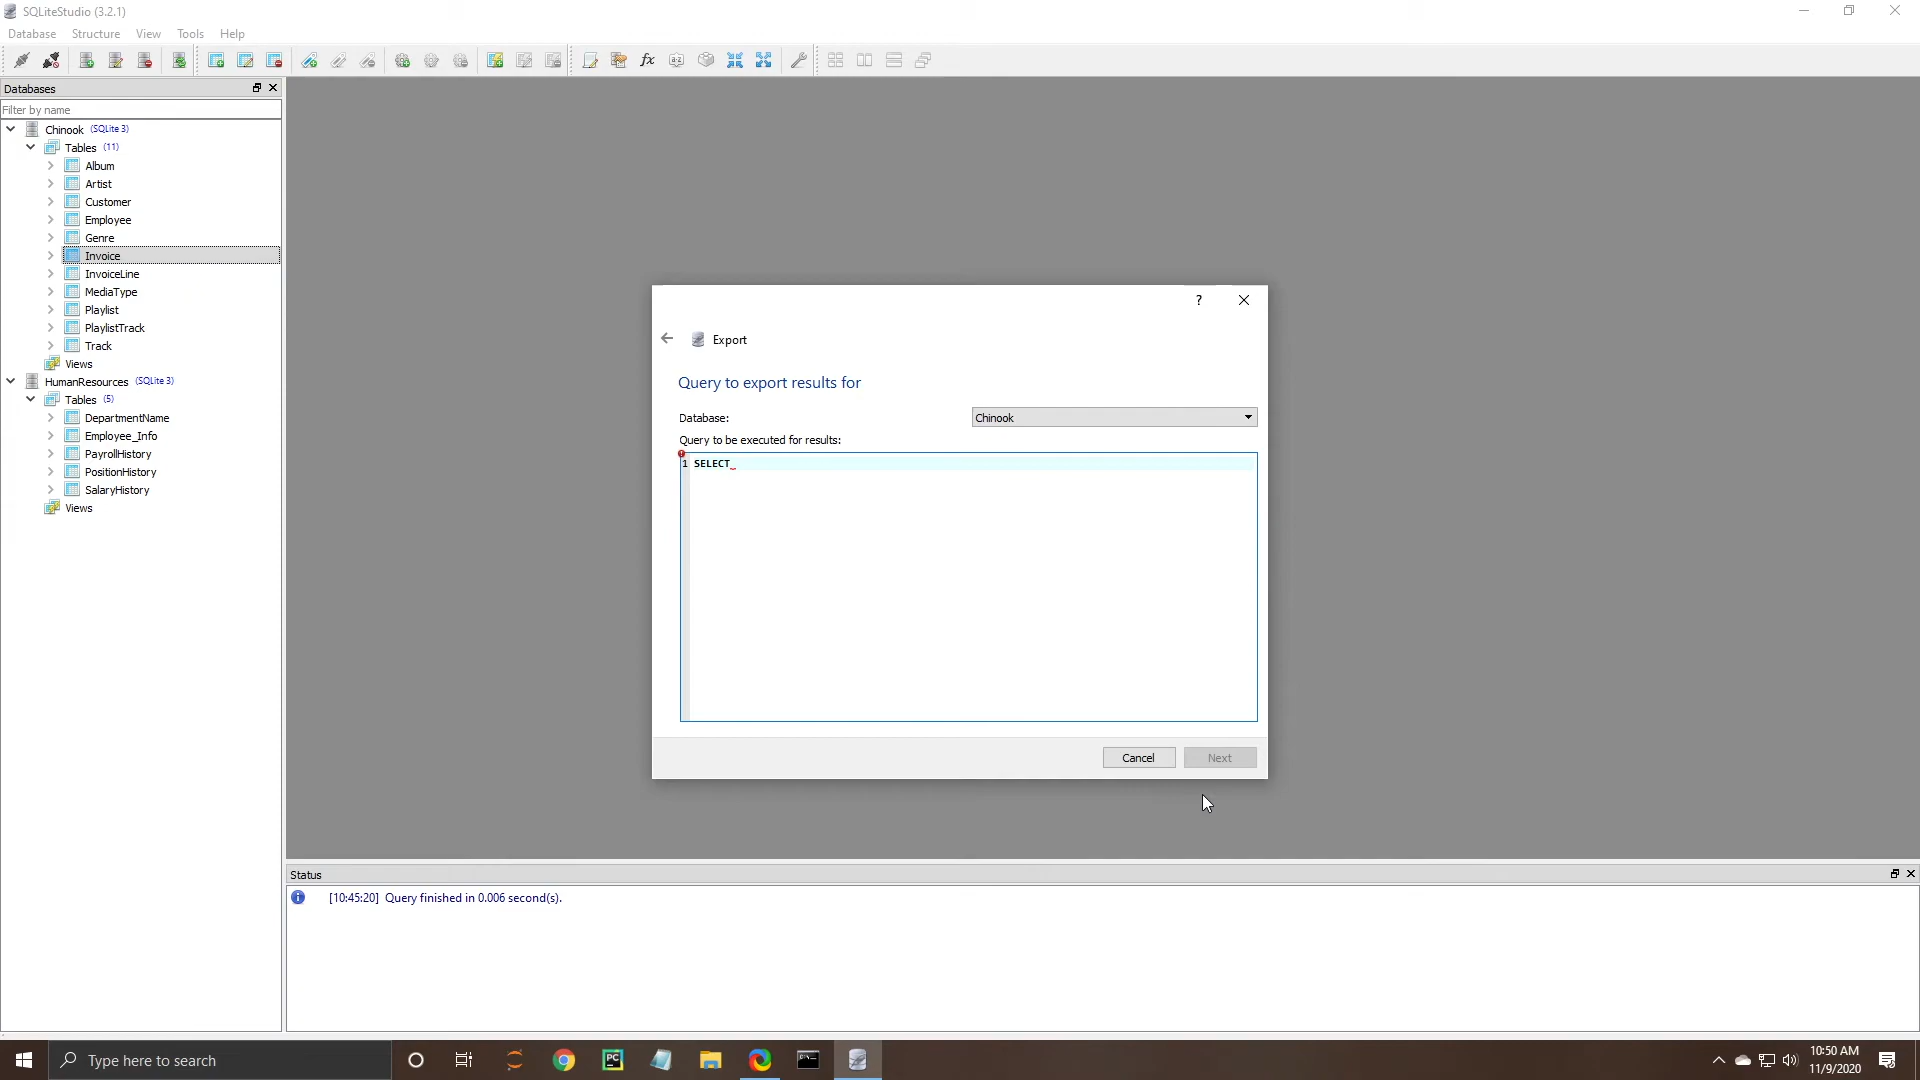 SQLiteStudio (3.2.1)
Database Structure View Tools Help
Databases
Filter by name
Chinook (SQLite 3)
Tables (11)
Album
Artist
Customer
Employee
Genre
Invoice
InvoiceLine
MediaType
Playlist
PlaylistTrack
Track
Views
HumanResources (SQLite 3)
Tables (5)
DepartmentName
Employee_Info
PayrollHistory
PositionHistory
SalaryHistory
Views
?
Export
Query to export results for
Database: Chinook
Query to be executed for results:
1 SELECT
Cancel Next
Status
[10:45:20] Query finished in 0.006 second(s).
Type here to search
PC
10:50 AM
11/9/2020